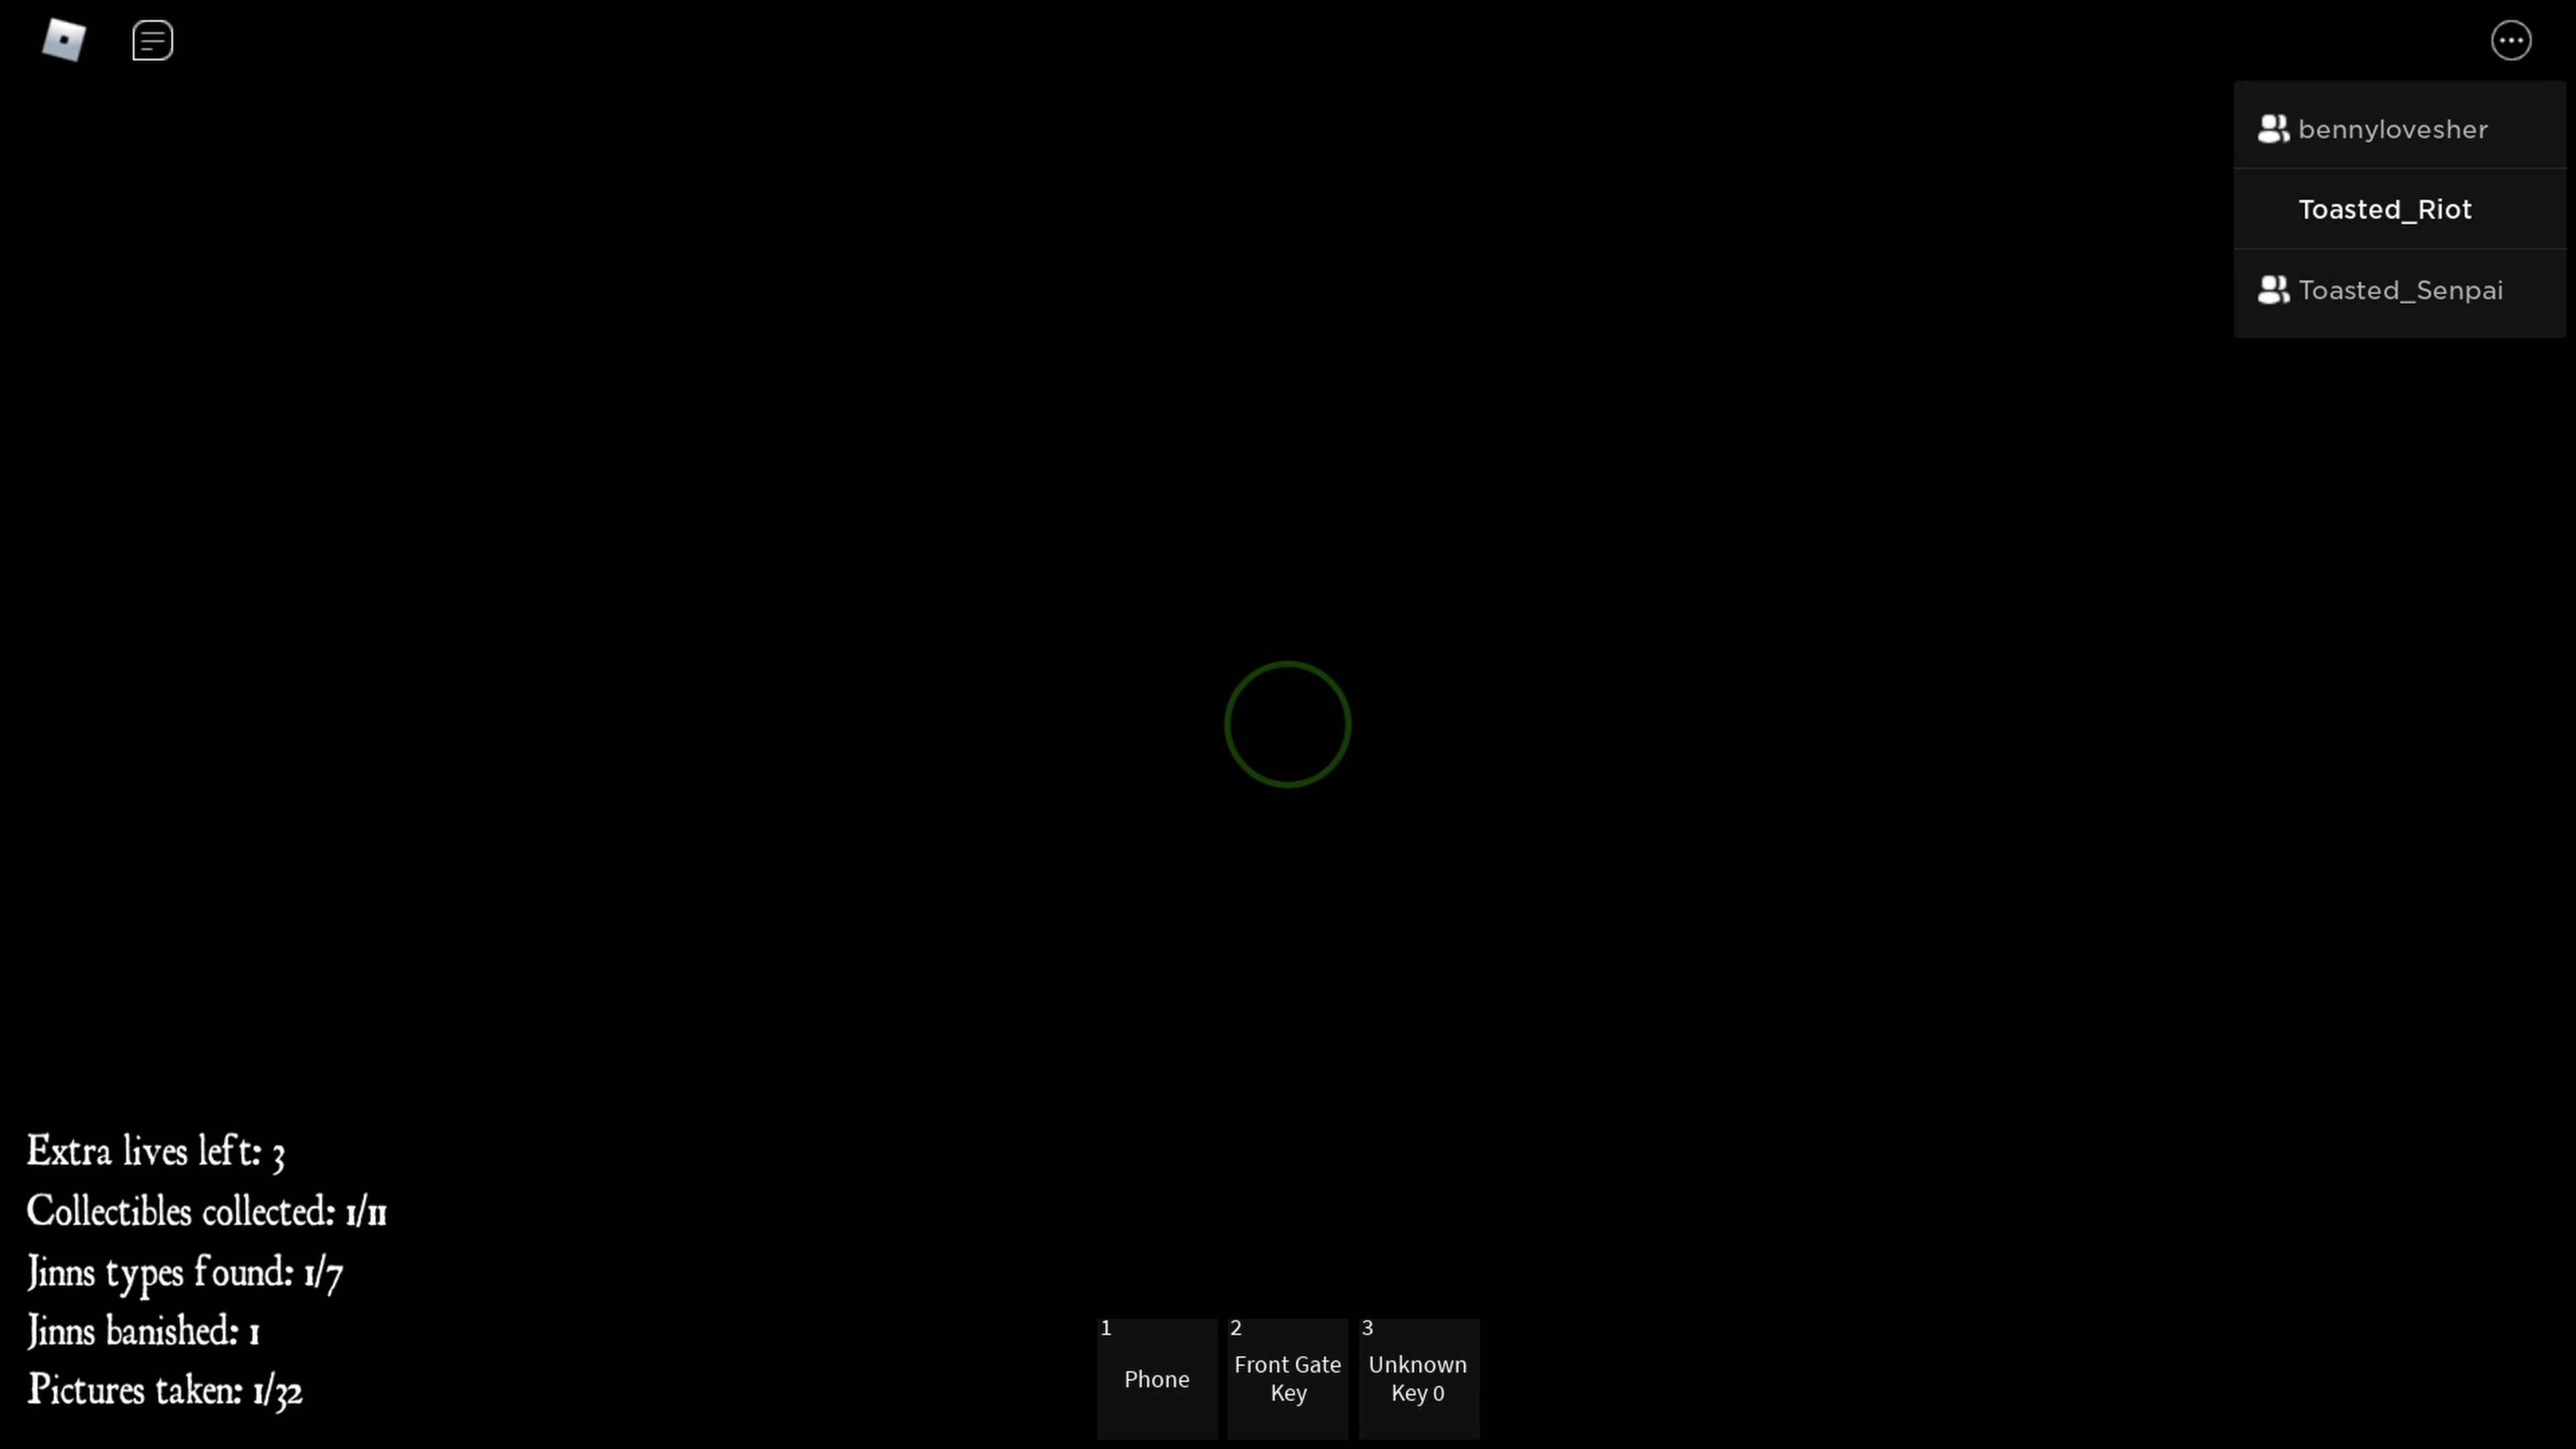 bennylovesher
Toasted_Riot
Toasted_Senpai
Extra lives left: 3
Collectibles collected: 1/11
Jinns types found: 1/7
Jinns banished: 1
Pictures taken: 1/32
1
Phone
2
Front Gate
Key
3
Unknown
Key 0